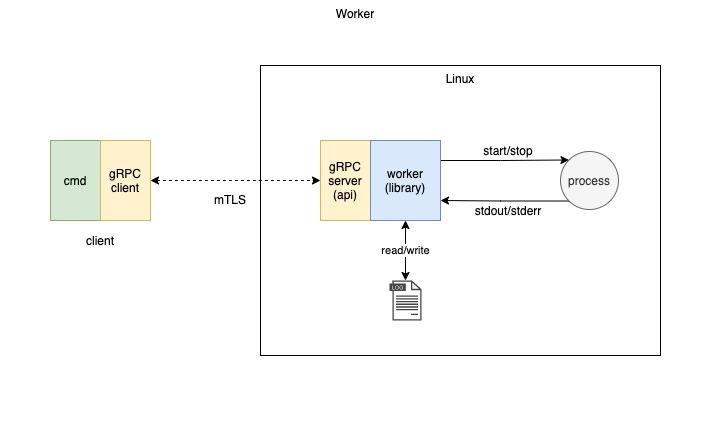 Worker
Linux
cmd
gRPC
client
mTLS
client
gRPC
server
(api)
worker
(library)
start/stop
process
stdout/stderr
read/write
LOG